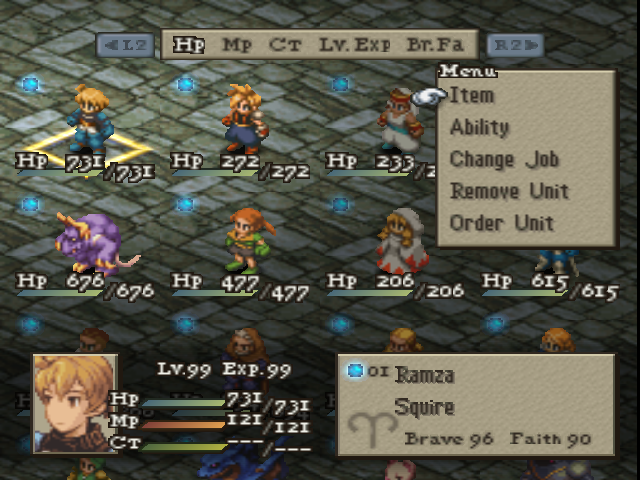 L2 Hp Mp CT Lv.Exp Br.Fa R2
Menu
Item
Ability
Change Job
Remove Unit
Order Unit
Hp 731/731
Hp 272/272
Hp 233/2
Hp 676/676
Hp 477/477
Hp 206/206
Hp 615/615
Lv.99 Exp.99
Hp 731/731
Mp 121/121
CT ---/---
01 Ramza
Squire
Brave 96 Faith 90